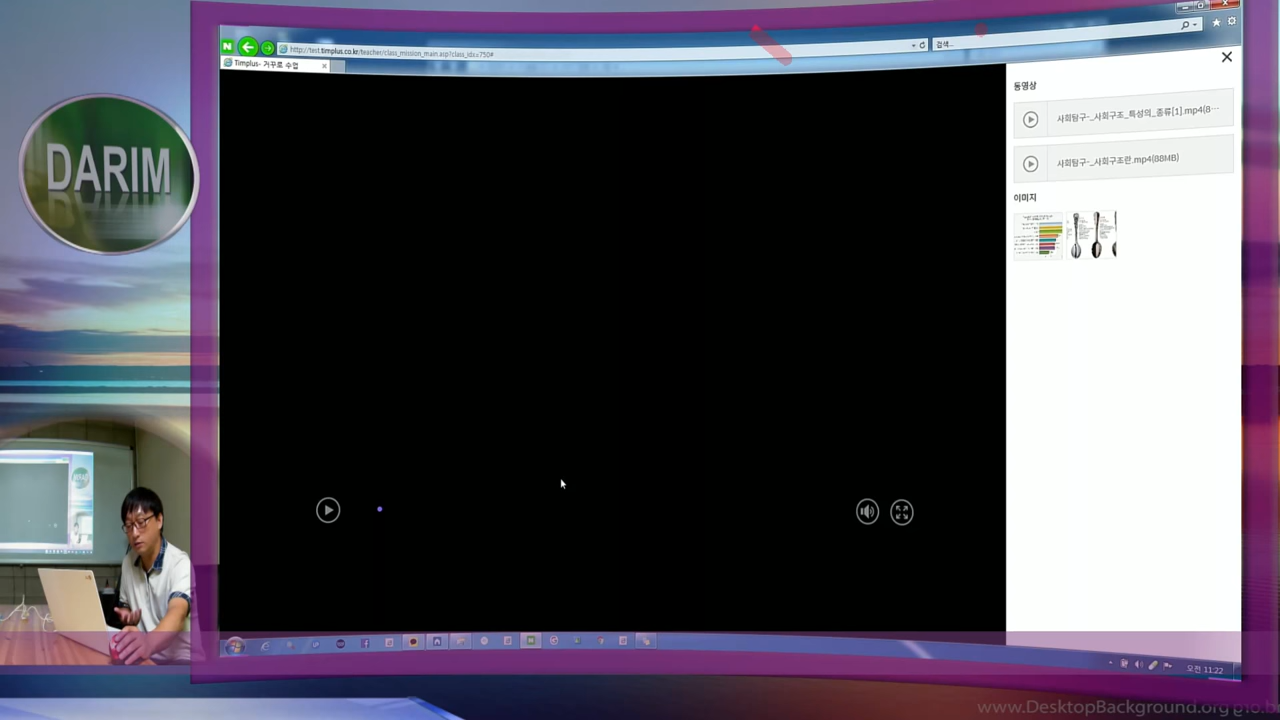 http://test.timplus.co.kr/teacher/class_mission_main.asp?class_idx=750#
검색...
Timplus- 거꾸로 수업
동영상
사회탐구-_사회구조_특성의_종류[1].mp4(8…
사회탐구-_사회구조란.mp4(88MB)
이미지
DARIM
N
오전 11:22
www.DesktopBackground.org